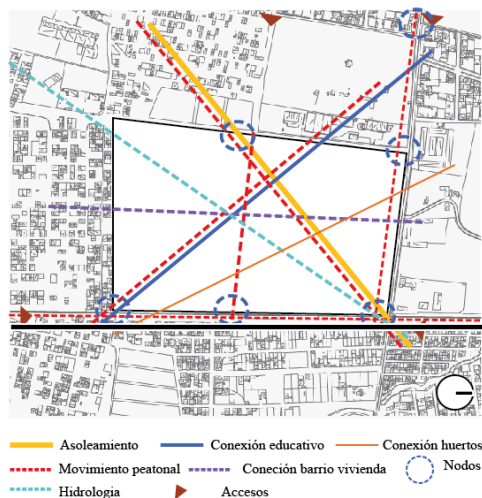 Asoleamiento Conexión educativo Conexión huertos
Movimiento peatonal Coneción barrio vivienda Nodos
Hidrologia Accesos